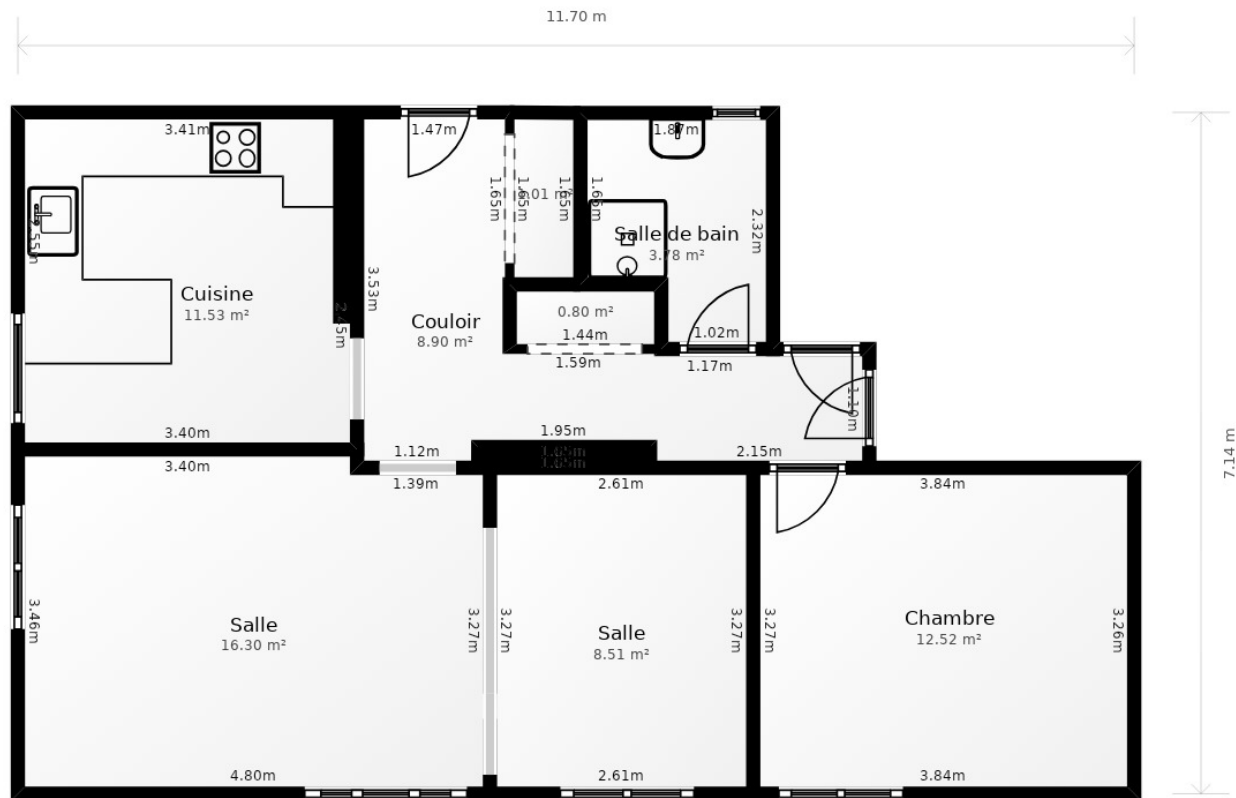 11.70 m
3.41m
1.47m
1.87m
1.65m
1.65m
1.65m
2.32m
Salle de bain
3.78 m²
3.53m
Cuisine
11.53 m²
Couloir
8.90 m²
0.80 m²
1.44m
1.59m
1.02m
1.17m
1.10m
3.40m
1.95m
1.12m
2.15m
3.40m
1.39m
2.61m
3.84m
7.14 m
3.46m
Salle
16.30 m²
3.27m
3.27m
Salle
8.51 m²
3.27m
3.27m
Chambre
12.52 m²
3.26m
4.80m
2.61m
3.84m